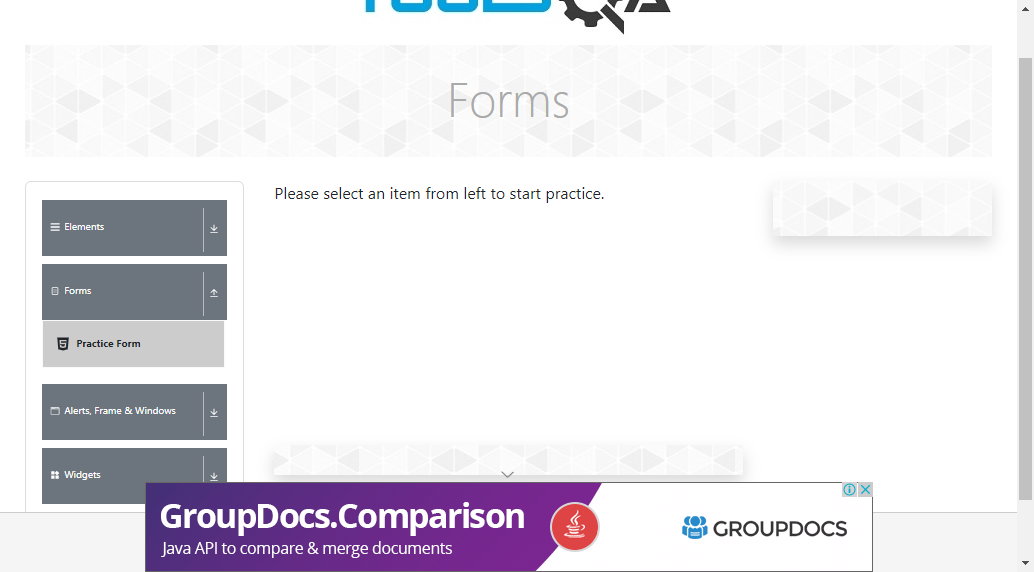 Forms
Please select an item from left to start practice.
Elements
Forms
Practice Form
Alerts, Frame & Windows
Widgets
GroupDocs.Comparison
Java API to compare & merge documents
GROUPDOCS